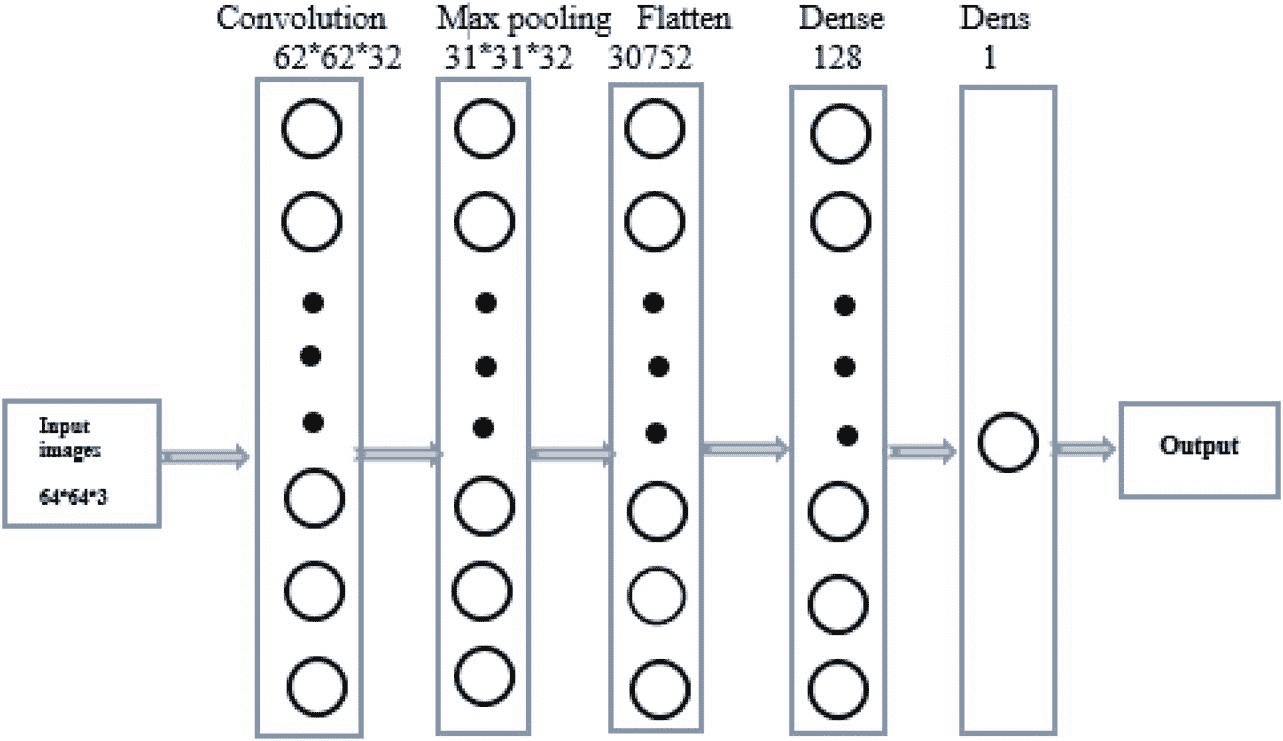 Convolution Max pooling Flatten Dense Dens
62*62*32 31*31*32 30752 128 1
Input
images
64*64*3
Output